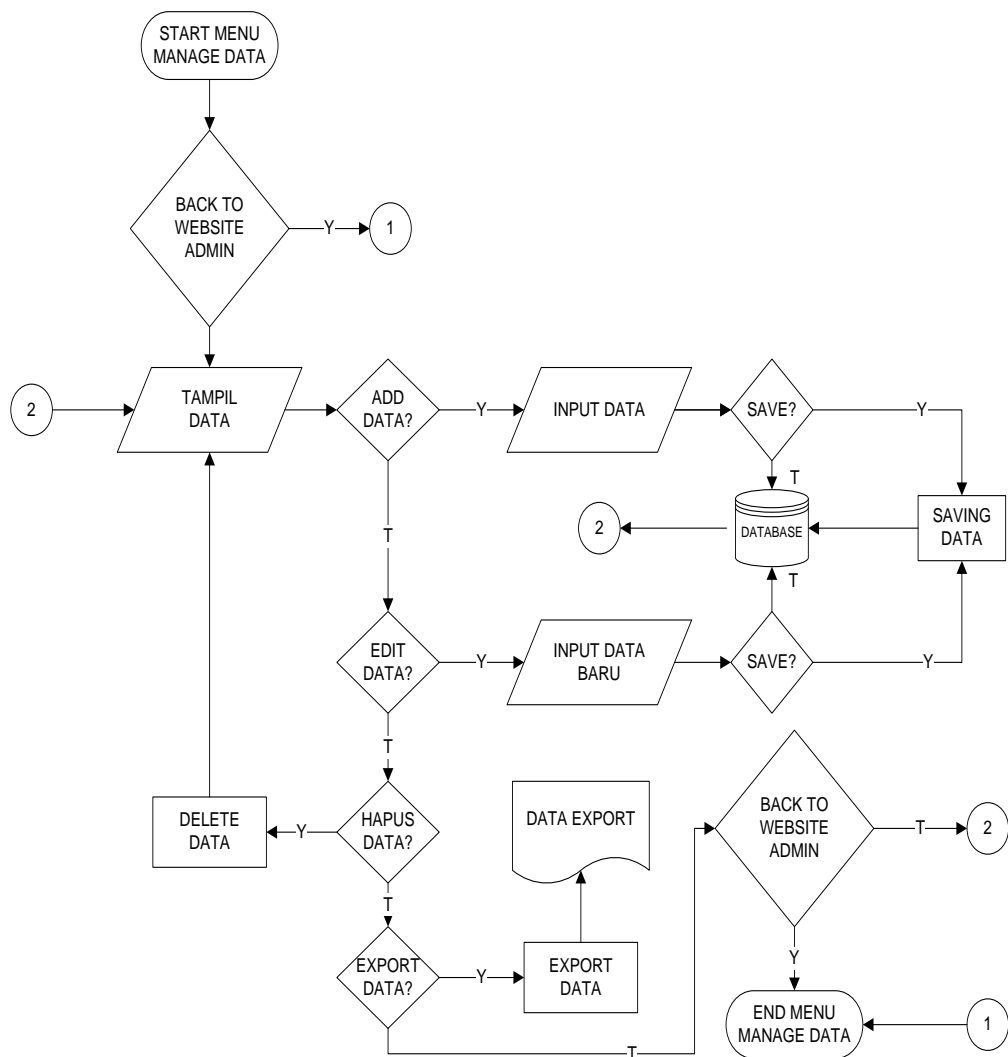 START MENU
MANAGE DATA
BACK TO
WEBSITE
ADMIN
Y
1
2
TAMPIL
DATA
ADD
DATA?
Y
INPUT DATA
SAVE?
Y
T
T
2
DATABASE
SAVING
DATA
T
EDIT
DATA?
Y
INPUT DATA
BARU
SAVE?
Y
T
DELETE
DATA
Y
HAPUS
DATA?
DATA EXPORT
BACK TO
WEBSITE
ADMIN
T
2
T
EXPORT
DATA?
Y
EXPORT
DATA
Y
END MENU
MANAGE DATA
1
T